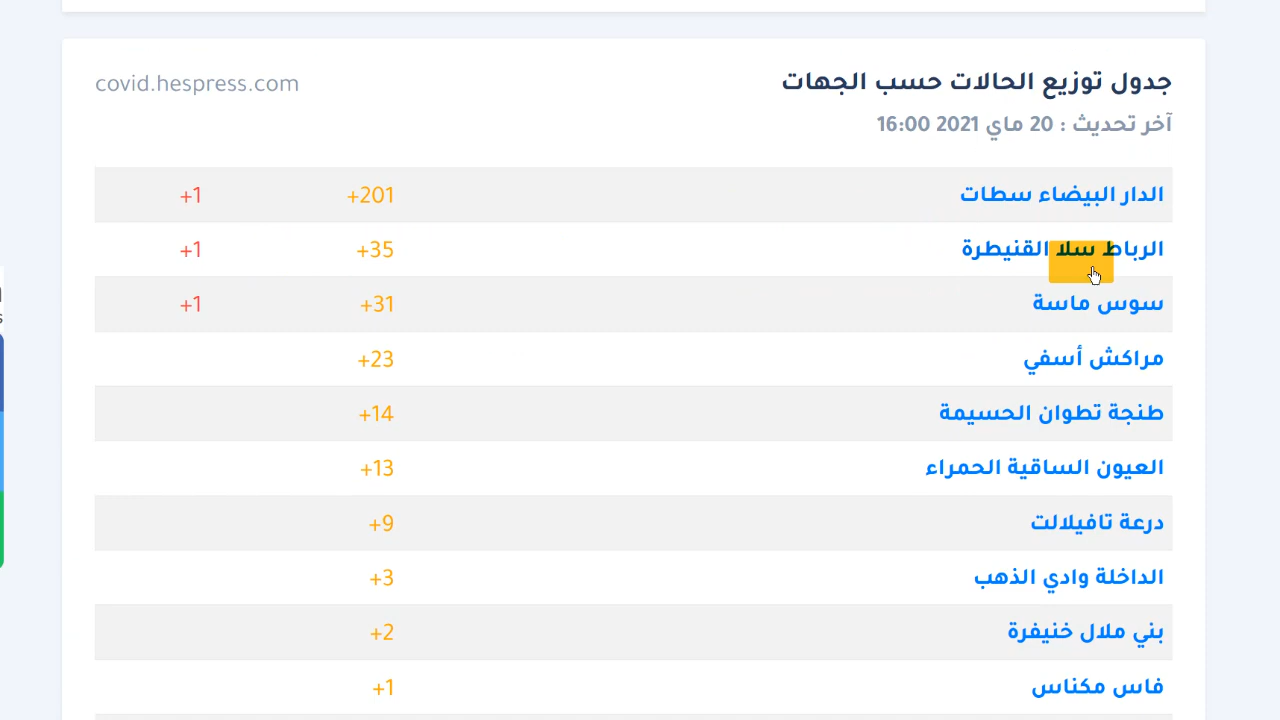 جدول توزيع الحالات حسب الجهات covid.hespress.com
آخر تحديث : 20 ماي 2021 16:00
الدار البيضاء سطات +201 +1
الرباط سلا القنيطرة +35 +1
سوس ماسة +31 +1
مراكش أسفي +23
طنجة تطوان الحسيمة +14
العيون الساقية الحمراء +13
درعة تافيلالت +9
الداخلة وادي الذهب +3
بني ملال خنيفرة +2
فاس مكناس +1